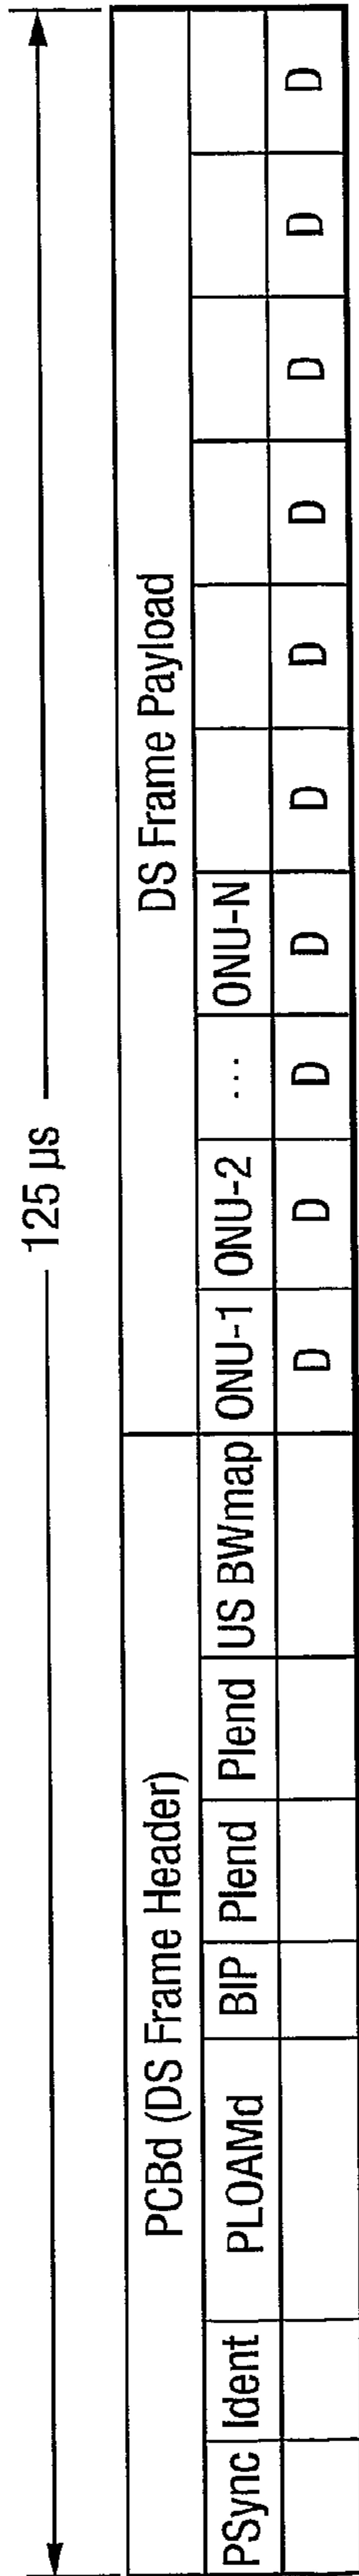 125 µs
PCBd (DS Frame Header) DS Frame Payload
PSync Ident PLOAMd BIP Plend Plend US BWmap ONU-1 ONU-2 ... ONU-N
D D D D D D D D D D